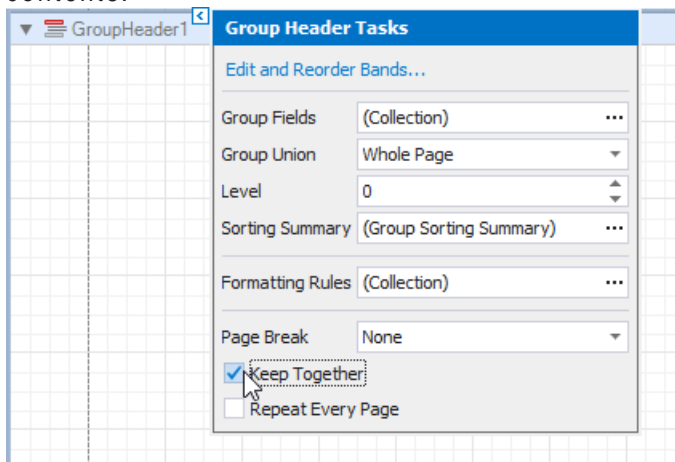 GroupHeader1
Group Header Tasks
Edit and Reorder Bands...
Group Fields (Collection) ...
Group Union Whole Page
Level 0
Sorting Summary (Group Sorting Summary) ...
Formatting Rules (Collection) ...
Page Break None
Keep Together
Repeat Every Page